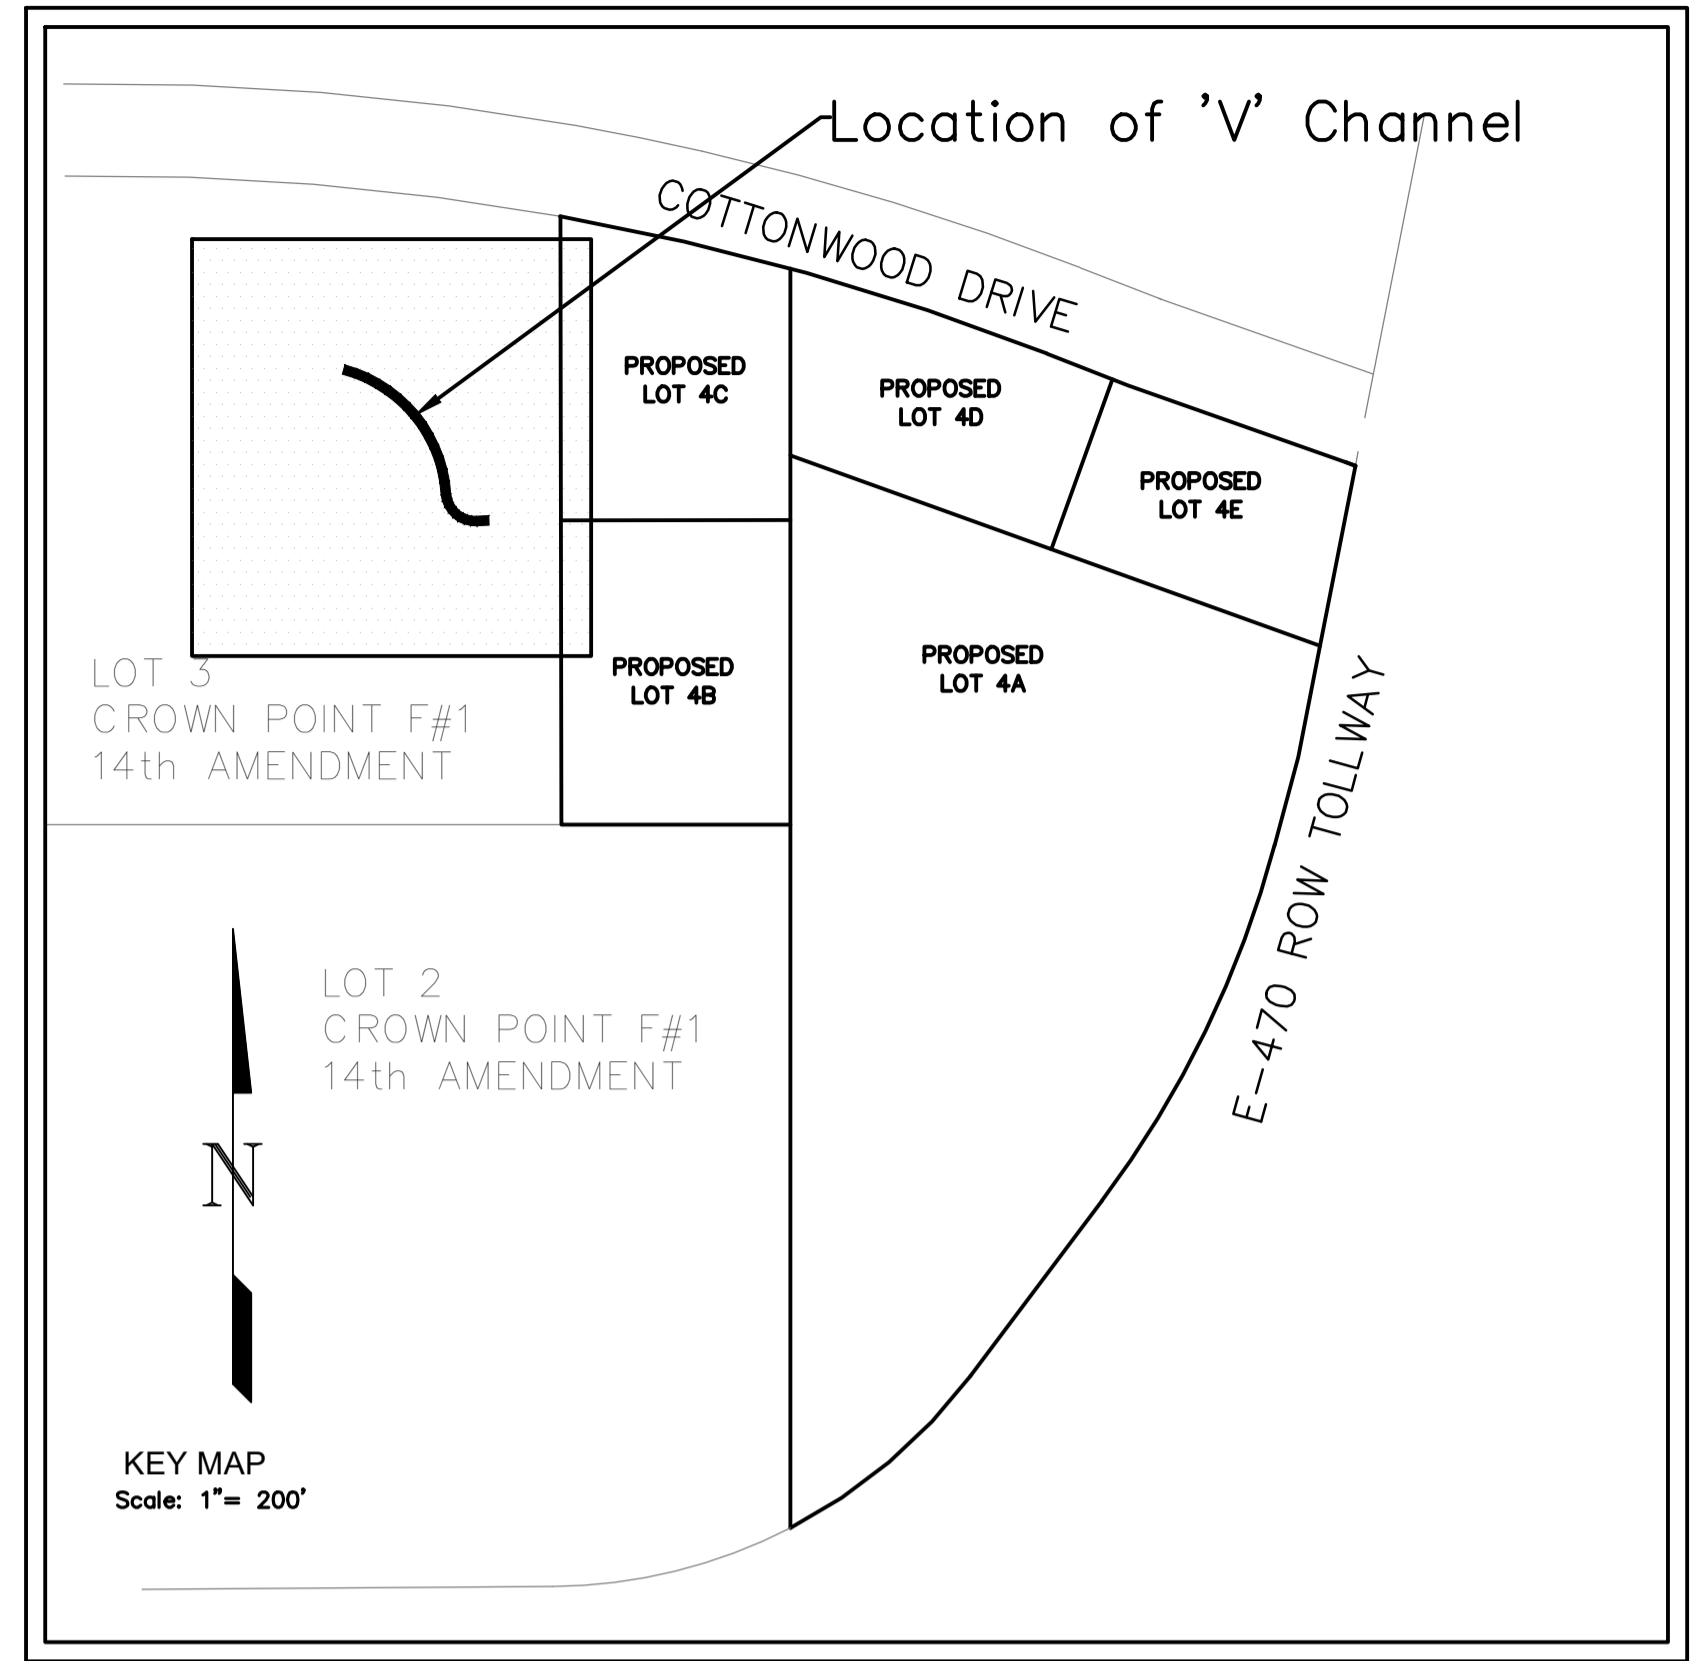 Location of 'V' Channel
COTTONWOOD DRIVE
PROPOSED
LOT 4C
PROPOSED
LOT 4D
PROPOSED
LOT 4E
PROPOSED
LOT 4B
PROPOSED
LOT 4A
LOT 3
CROWN POINT F#1
14th AMENDMENT
E-470 ROW TOLLWAY
LOT 2
CROWN POINT F#1
14th AMENDMENT
N
KEY MAP
Scale: 1"= 200'